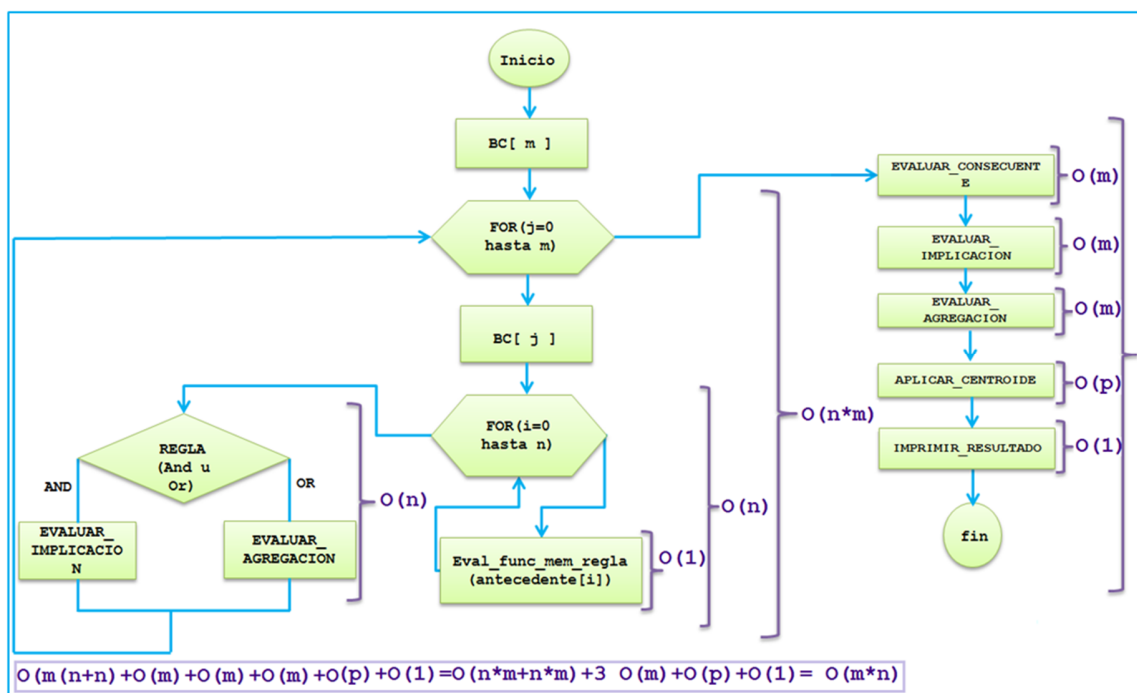 Inicio
BC[ m ]
FOR(j=0
hasta m)
BC[ j ]
FOR(i=0
hasta n)
Eval_func_mem_regla
(antecedente[i])
O(1)
O(n)
O(n*m)
REGLA
(And u
Or)
AND
OR
EVALUAR_
IMPLICACIO
N
EVALUAR_
AGREGACION
O(n)
EVALUAR_CONSECUENT
E
O(m)
EVALUAR_
IMPLICACION
O(m)
EVALUAR_
AGREGACION
O(m)
APLICAR_CENTROIDE
O(p)
IMPRIMIR_RESULTADO
O(1)
fin
O(m(n+n)+O(m)+O(m)+O(m)+O(p)+O(1)=O(n*m+n*m)+3 O(m)+O(p)+O(1)= O(m*n)